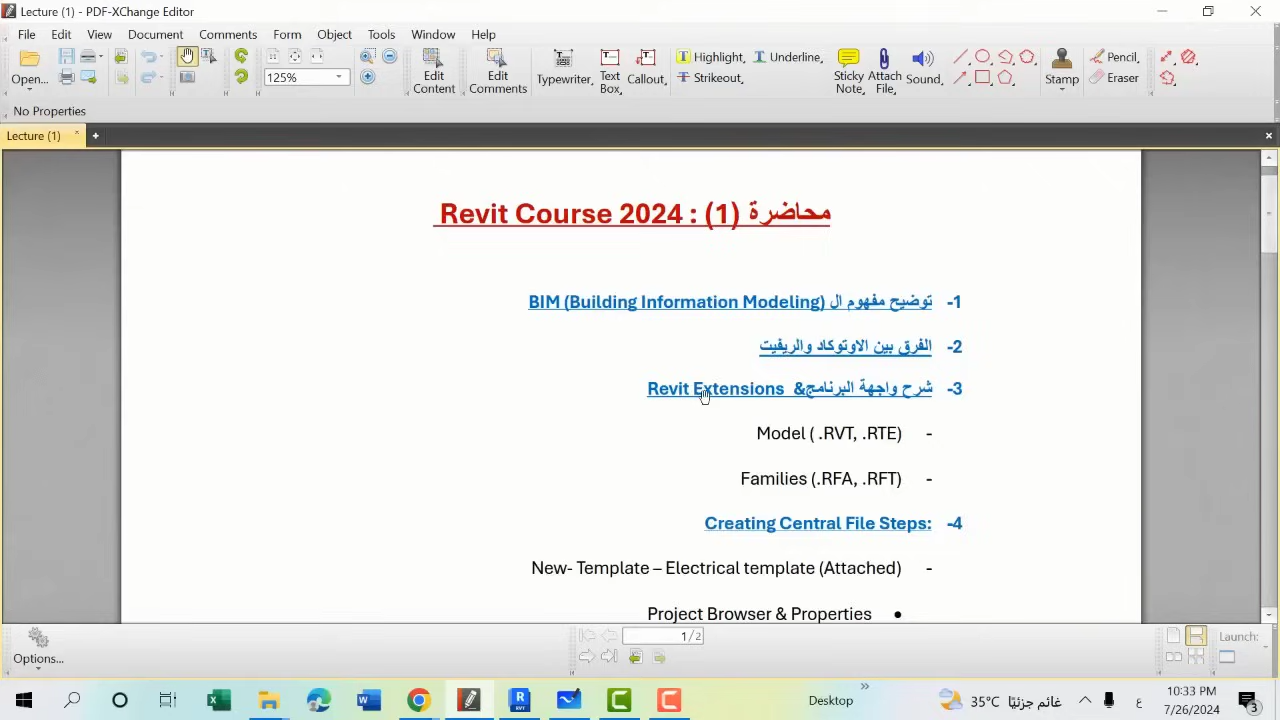 Lecture (1) - PDF-XChange Editor
File Edit View Document Comments Form Object Tools Window Help
Open...
125%
Edit Content
Edit Comments
Typewriter,
Text Box,
Callout,
Highlight,
Strikeout,
Underline,
Sticky Note,
Attach File,
Sound,
Stamp
Pencil,
Eraser
No Properties
Lecture (1)
Revit Course 2024 : (1) محاضرة
1- توضيح مفهوم ال BIM (Building Information Modeling)
2- الفرق بين الاوتوكاد والريفيت
3- شرح واجهة البرنامج& Revit Extensions
- Model ( .RVT, .RTE)
- Families (.RFA, .RFT)
4- Creating Central File Steps:
- New- Template – Electrical template (Attached)
• Project Browser & Properties
Options...
1/2
Launch:
Desktop
35°C غائم جزئيًا
ع
10:33 PM
7/26/2024
3